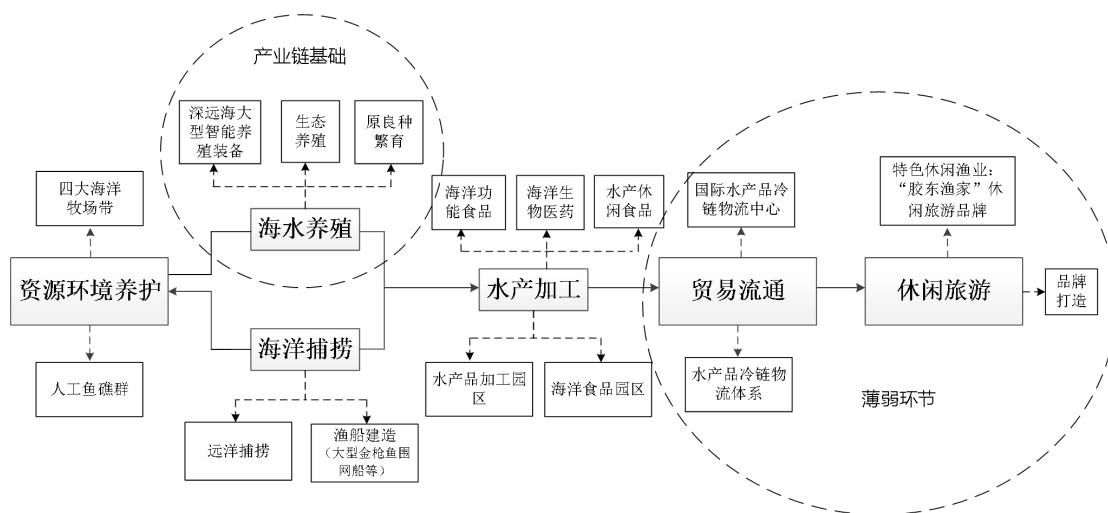 产业链基础
深远海大
型智能养
殖装备
生态
养殖
原良种
繁育
四大海洋
牧场带
海水养殖
海洋功
能食品
海洋生
物医药
水产休
闲食品
国际水产品冷
链物流中心
特色休闲渔业：
“胶东渔家”休
闲旅游品牌
资源环境养护
水产加工
贸易流通
休闲旅游
品牌
打造
海洋捕捞
人工鱼礁群
水产品加工园
区
海洋食品园区
水产品冷链物
流体系
薄弱环节
远洋捕捞
渔船建造
（大型金枪鱼围
网船等）